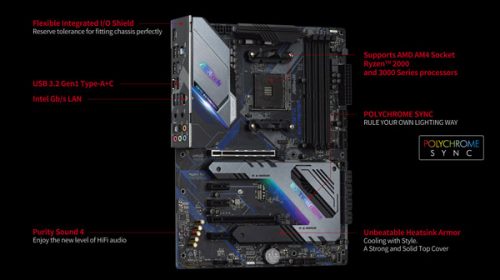 Flexible Integrated I/O Shield
Reserve tolerance for fitting chassis perfectly
USB 3.2 Gen1 Type-A+C
Intel Gb/s LAN
Purity Sound 4
Enjoy the new level of HiFi audio
Supports AMD AM4 Socket
Ryzen™ 2000
and 3000 Series processors
POLYCHROME SYNC
RULE YOUR OWN LIGHTING WAY
POLYCHROME
SYNC
Unbeatable Heatsink Armor
Cooling with Style.
A Strong and Solid Top Cover